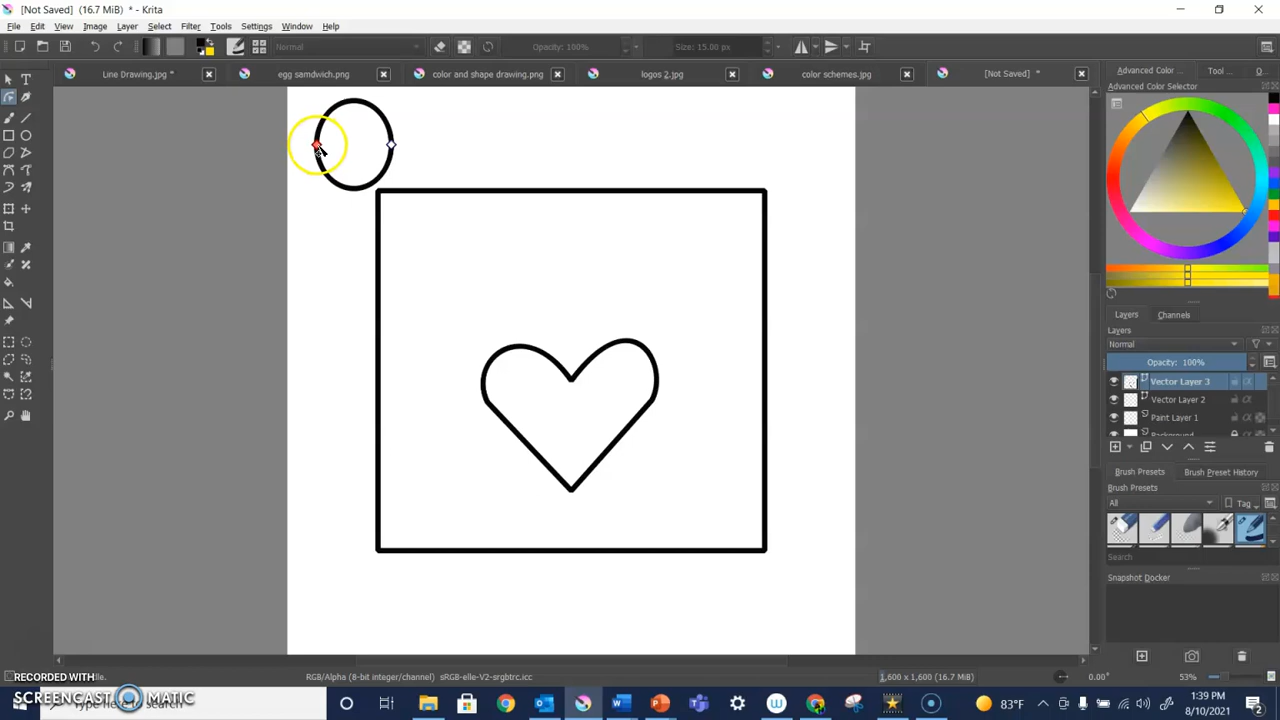 [Not Saved] (16.7 MiB) * - Krita
File Edit View Image Layer Select Filter Tools Settings Window Help
Normal Opacity: 100% Size: 15.00 px
Line Drawing.jpg * egg samdwich.png color and shape drawing.png logos 2.jpg color schemes.jpg [Not Saved] *
Advanced Color ... Tool ... O...
Advanced Color Selector
Layers Channels
Layers
Normal
Opacity: 100%
Vector Layer 3
Vector Layer 2
Paint Layer 1
Background
Brush Presets Brush Preset History
Brush Presets
All Tag
Search
Snapshot Docker
RGB/Alpha (8-bit integer/channel) sRGB-elle-V2-srgbtrc.icc 1,600 x 1,600 (16.7 MiB) 53% 0.00°
RECORDED WITH
SCREENCAST MATIC
83°F
1:39 PM
8/10/2021